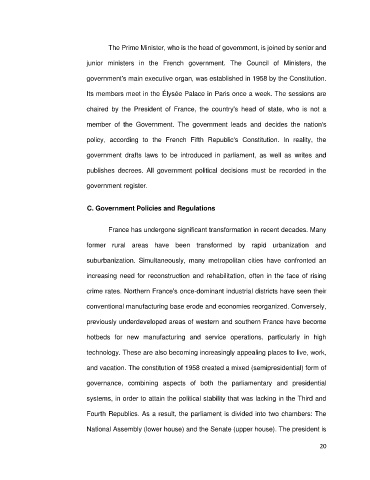 The Prime Minister, who is the head of government, is joined by senior and
junior ministers in the French government. The Council of Ministers, the
government's main executive organ, was established in 1958 by the Constitution.
Its members meet in the Élysée Palace in Paris once a week. The sessions are
chaired by the President of France, the country's head of state, who is not a
member of the Government. The government leads and decides the nation's
policy, according to the French Fifth Republic's Constitution. In reality, the
government drafts laws to be introduced in parliament, as well as writes and
publishes decrees. All government political decisions must be recorded in the
government register.
C. Government Policies and Regulations
France has undergone significant transformation in recent decades. Many
former rural areas have been transformed by rapid urbanization and
suburbanization. Simultaneously, many metropolitan cities have confronted an
increasing need for reconstruction and rehabilitation, often in the face of rising
crime rates. Northern France's once-dominant industrial districts have seen their
conventional manufacturing base erode and economies reorganized. Conversely,
previously underdeveloped areas of western and southern France have become
hotbeds for new manufacturing and service operations, particularly in high
technology. These are also becoming increasingly appealing places to live, work,
and vacation. The constitution of 1958 created a mixed (semipresidential) form of
governance, combining aspects of both the parliamentary and presidential
systems, in order to attain the political stability that was lacking in the Third and
Fourth Republics. As a result, the parliament is divided into two chambers: The
National Assembly (lower house) and the Senate (upper house). The president is
20